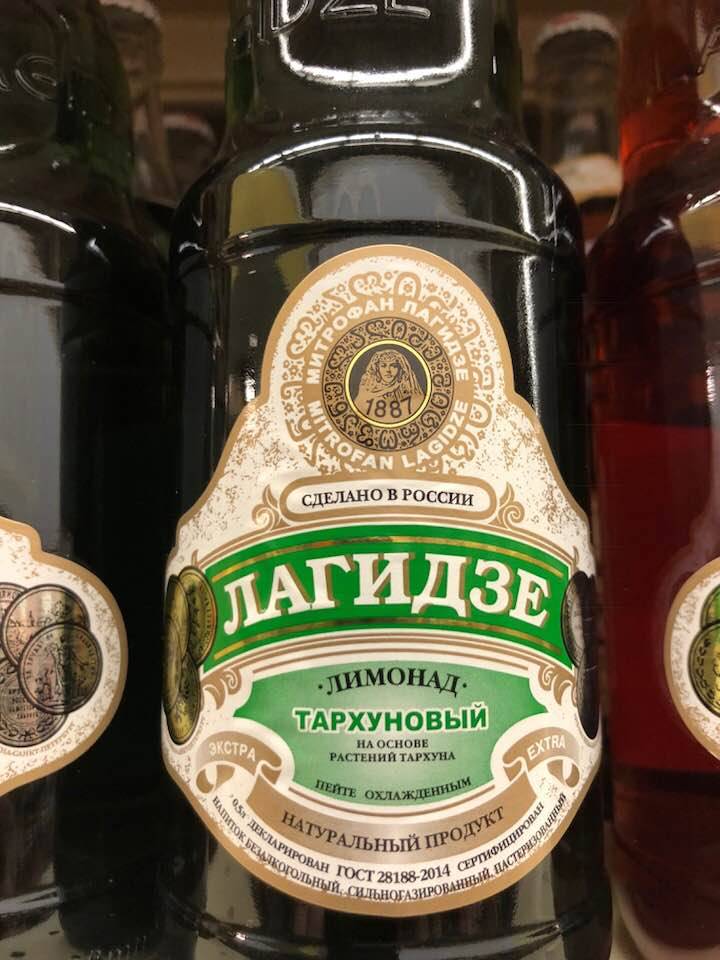 МИТРОФАН ЛАГИДЗЕ
1887
MITROFAN LAGIDZE
СДЕЛАНО В РОССИИ
ЛАГИДЗЕ
·ЛИМОНАД·
ТАРХУНОВЫЙ
НА ОСНОВЕ
РАСТЕНИЙ ТАРХУНА
ЭКСТРА
EXTRA
ПЕЙТЕ ОХЛАЖДЕННЫМ
НАТУРАЛЬНЫЙ ПРОДУКТ
0,5л ДЕКЛАРИРОВАН ГОСТ 28188-2014 СЕРТИФИЦИРОВАН
НАПИТОК БЕЗАЛКОГОЛЬНЫЙ, СИЛЬНОГАЗИРОВАННЫЙ, ПАСТЕРИЗОВАННЫЙ